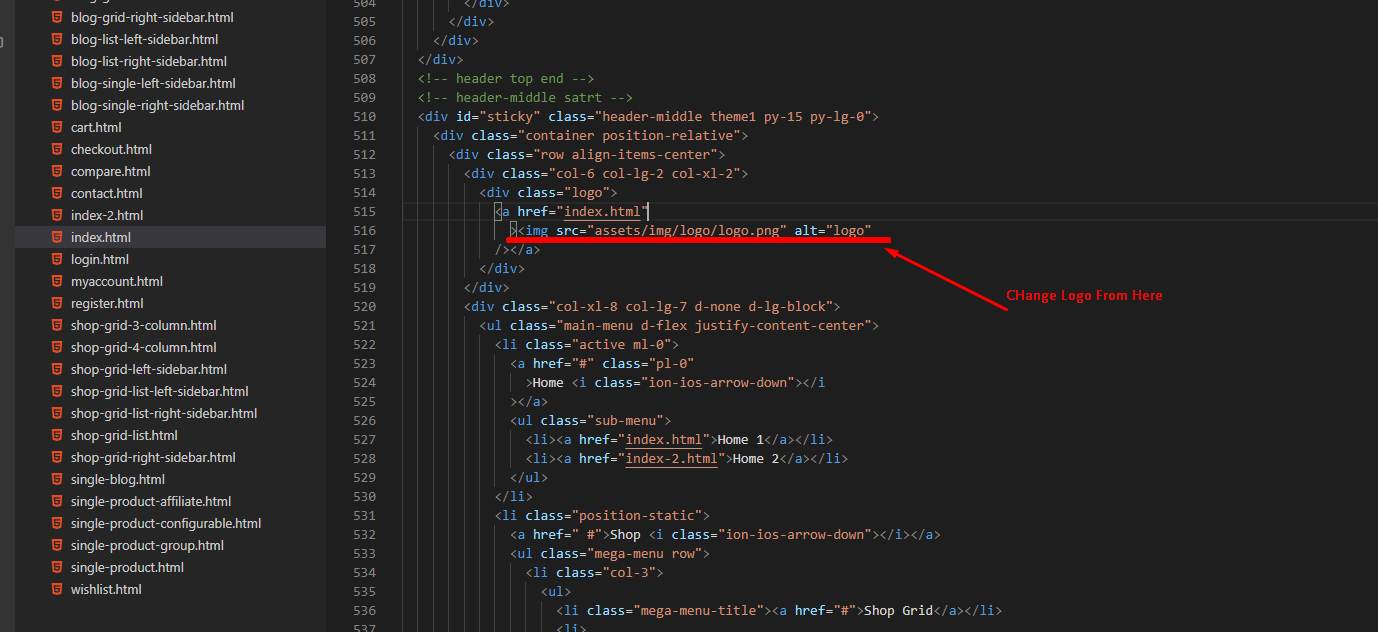 blog-grid-right-sidebar.html
blog-list-left-sidebar.html
blog-list-right-sidebar.html
blog-single-left-sidebar.html
blog-single-right-sidebar.html
cart.html
checkout.html
compare.html
contact.html
index-2.html
index.html
login.html
myaccount.html
register.html
shop-grid-3-column.html
shop-grid-4-column.html
shop-grid-left-sidebar.html
shop-grid-list-left-sidebar.html
shop-grid-list-right-sidebar.html
shop-grid-list.html
shop-grid-right-sidebar.html
single-blog.html
single-product-affiliate.html
single-product-configurable.html
single-product-group.html
single-product.html
wishlist.html
504 </div>
505 </div>
506 </div>
507 </div>
508 <!-- header top end -->
509 <!-- header-middle satrt -->
510 <div id="sticky" class="header-middle theme1 py-15 py-lg-0">
511 <div class="container position-relative">
512 <div class="row align-items-center">
513 <div class="col-6 col-lg-2 col-xl-2">
514 <div class="logo">
515 <a href="index.html"
516 ><img src="assets/img/logo/logo.png" alt="logo"
517 /></a>
518 </div>
519 </div>
520 <div class="col-xl-8 col-lg-7 d-none d-lg-block">
521 <ul class="main-menu d-flex justify-content-center">
522 <li class="active ml-0">
523 <a href="#" class="pl-0"
524 >Home <i class="ion-ios-arrow-down"></i
525 ></a>
526 <ul class="sub-menu">
527 <li><a href="index.html">Home 1</a></li>
528 <li><a href="index-2.html">Home 2</a></li>
529 </ul>
530 </li>
531 <li class="position-static">
532 <a href=" #">Shop <i class="ion-ios-arrow-down"></i></a>
533 <ul class="mega-menu row">
534 <li class="col-3">
535 <ul>
536 <li class="mega-menu-title"><a href="#">Shop Grid</a></li>
537 <li>
CHange Logo From Here